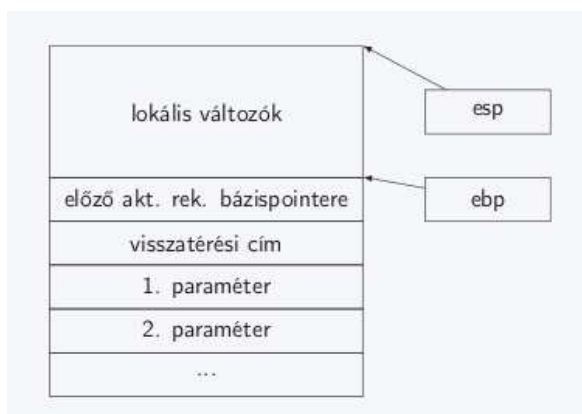 lokális változók
esp
előző akt. rek. bázispointere
ebp
visszatérési cím
1. paraméter
2. paraméter
...